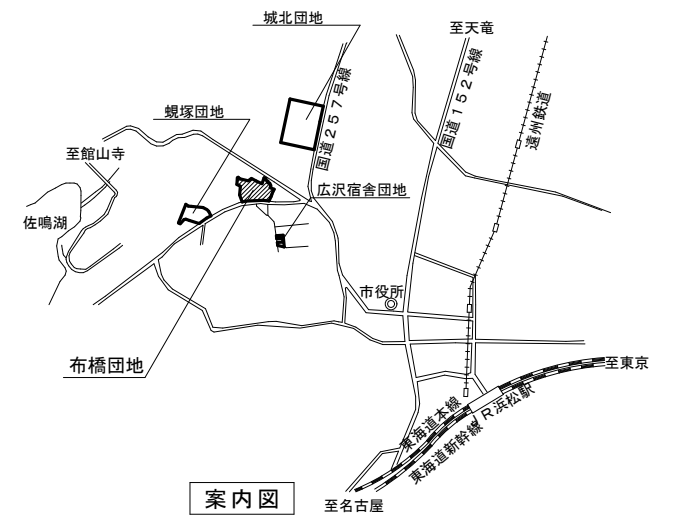 城北団地
至天竜
国道257号線
国道152号線
遠州鉄道
蜆塚団地
至館山寺
広沢宿舎団地
佐鳴湖
市役所
布橋団地
至東京
JR浜松駅
東海道本線
東海道新幹線
案内図
至名古屋